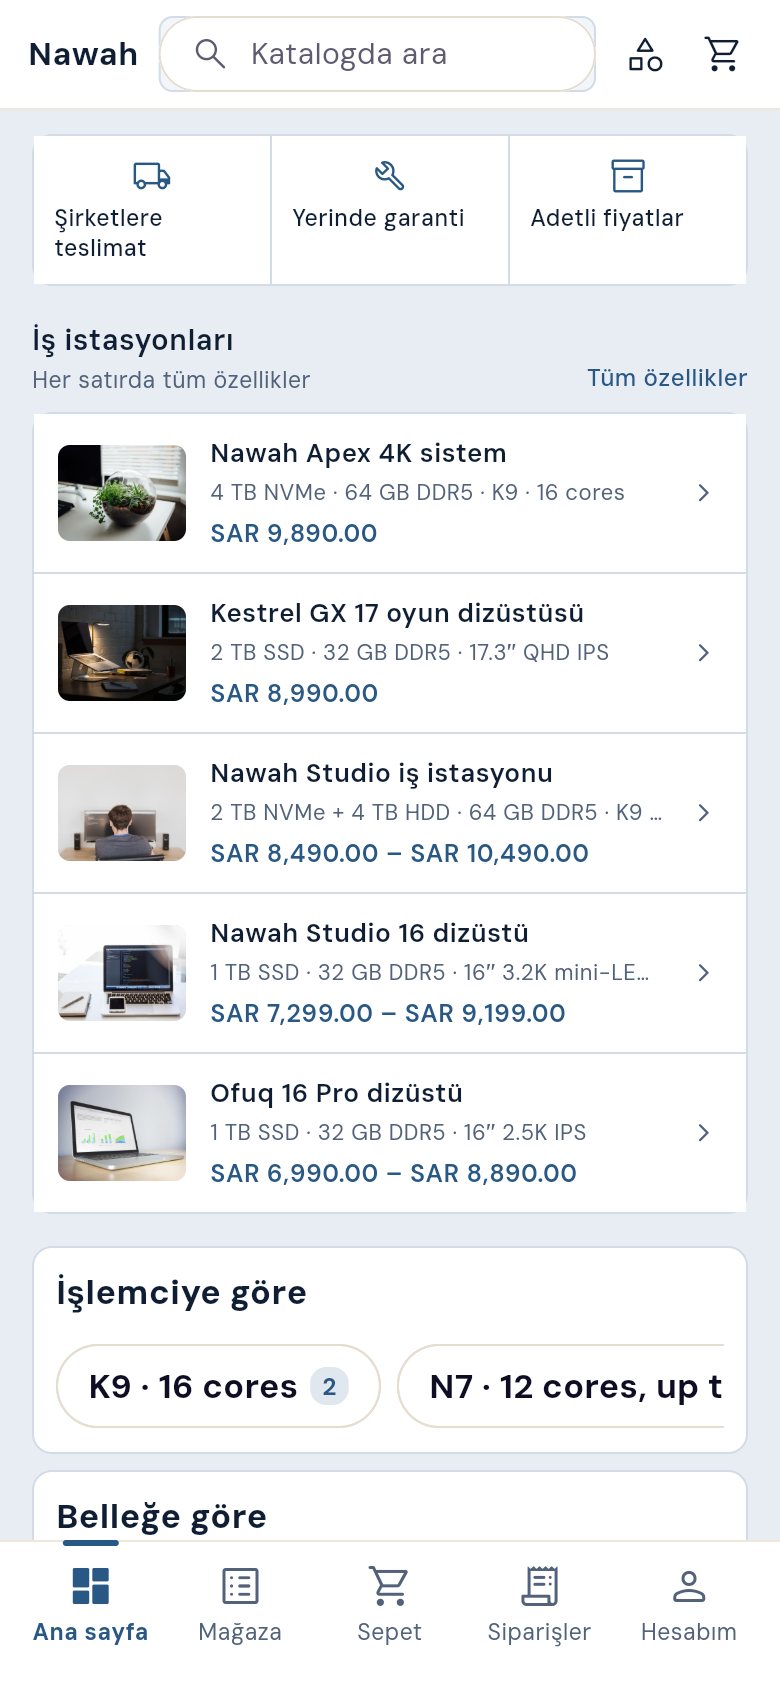 Nawah
Katalogda ara
Şirketlere
teslimat
Yerinde garanti
Adetli fiyatlar
İş istasyonları
Her satırda tüm özellikler
Tüm özellikler
Nawah Apex 4K sistem
4 TB NVMe · 64 GB DDR5 · K9 · 16 cores
SAR 9,890.00
Kestrel GX 17 oyun dizüstüsü
2 TB SSD · 32 GB DDR5 · 17.3″ QHD IPS
SAR 8,990.00
Nawah Studio iş istasyonu
2 TB NVMe + 4 TB HDD · 64 GB DDR5 · K9 ...
SAR 8,490.00 – SAR 10,490.00
Nawah Studio 16 dizüstü
1 TB SSD · 32 GB DDR5 · 16″ 3.2K mini-LE...
SAR 7,299.00 – SAR 9,199.00
Ofuq 16 Pro dizüstü
1 TB SSD · 32 GB DDR5 · 16″ 2.5K IPS
SAR 6,990.00 – SAR 8,890.00
İşlemciye göre
K9 · 16 cores 2
N7 · 12 cores, up t
Belleğe göre
Ana sayfa
Mağaza
Sepet
Siparişler
Hesabım